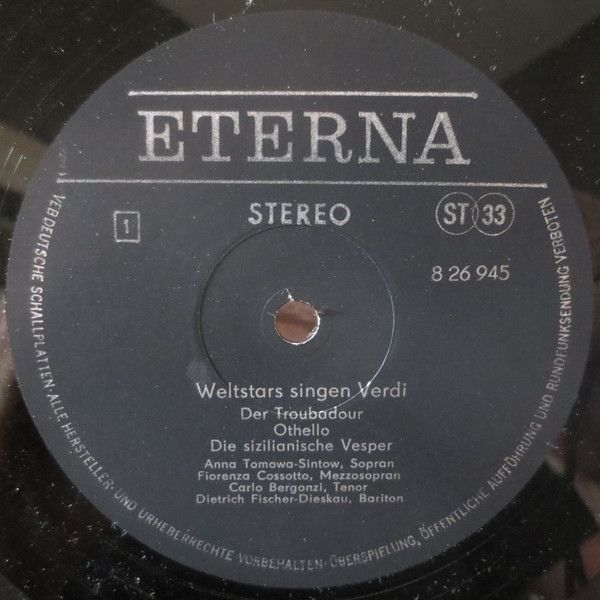 ETERNA
1
STEREO
ST 33
8 26 945
Weltstars singen Verdi
Der Troubadour
Othello
Die sizilianische Vesper
Anna Tomowa-Sintow, Sopran
Fiorenza Cossotto, Mezzosopran
Carlo Bergonzi, Tenor
Dietrich Fischer-Dieskau, Bariton
VEB DEUTSCHE SCHALLPLATTEN · ALLE HERSTELLER- UND URHEBERRECHTE VORBEHALTEN · ÜBERSPIELUNG, ÖFFENTLICHE AUFFÜHRUNG UND RUNDFUNKSENDUNG VERBOTEN